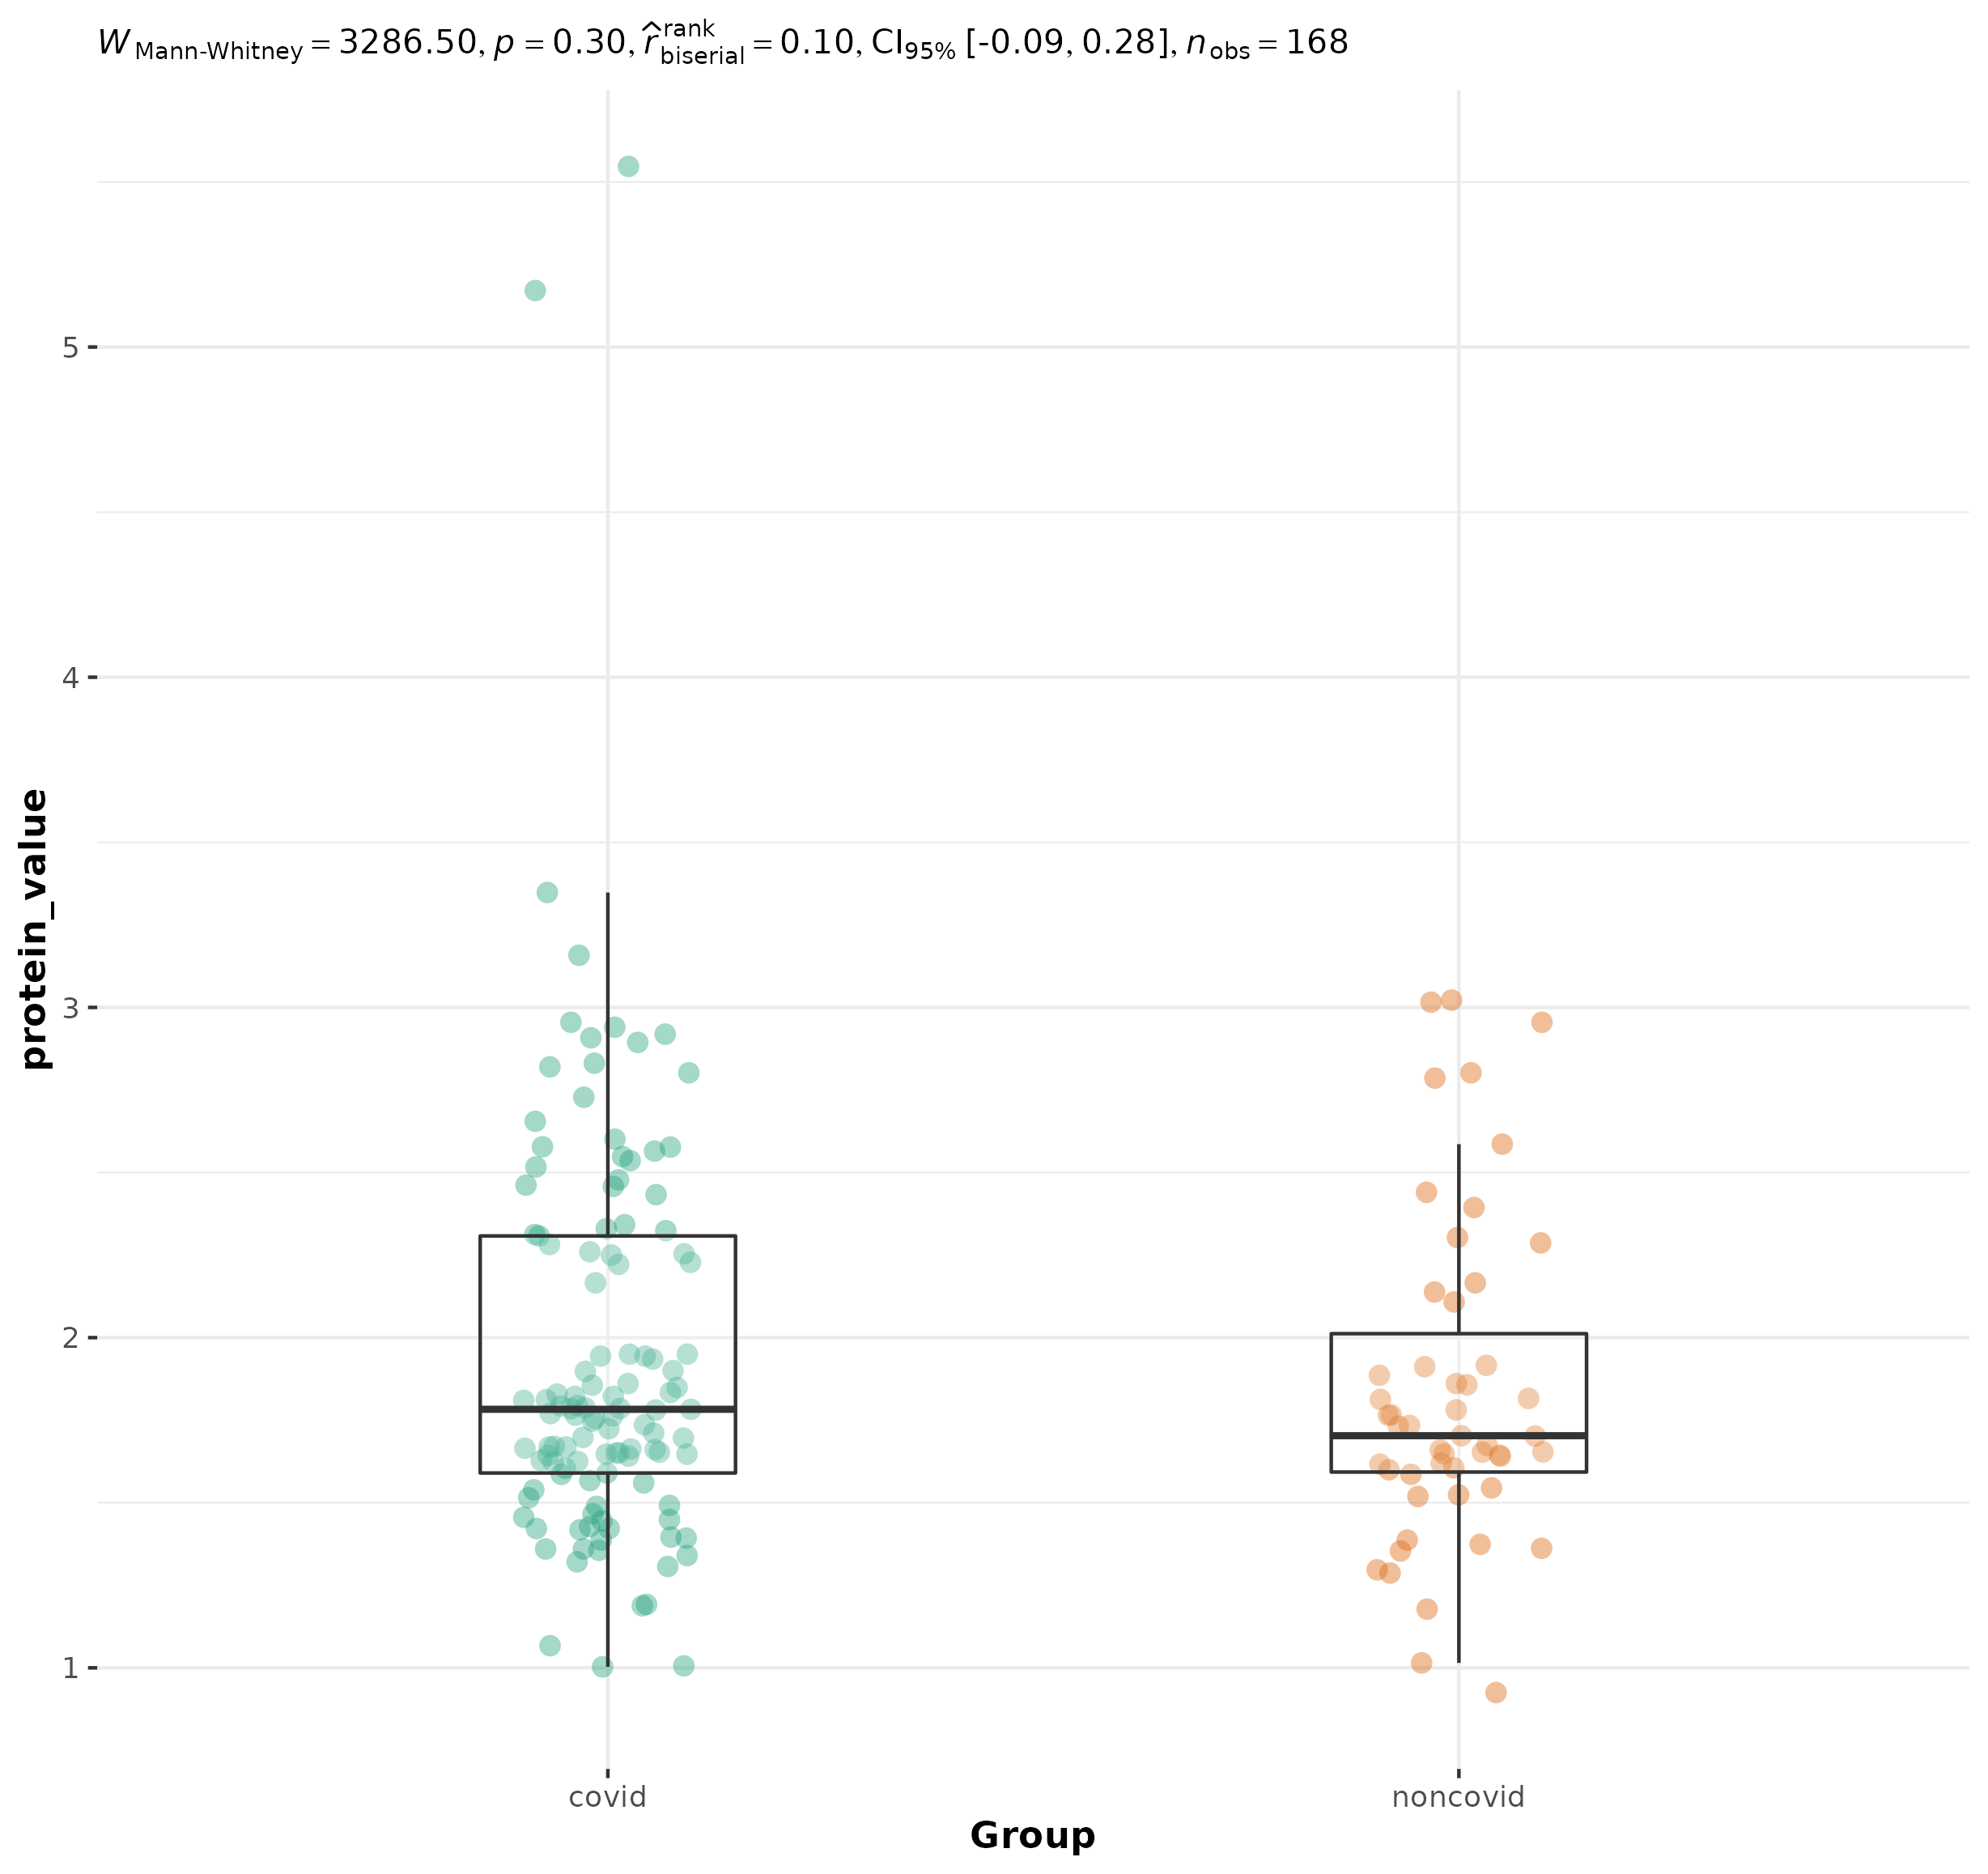 W Mann-Whitney = 3286.50, p = 0.30, r̂ rank biserial = 0.10, CI95% [-0.09, 0.28], nobs = 168
5
4
3
2
1
protein_value
covid noncovid
Group